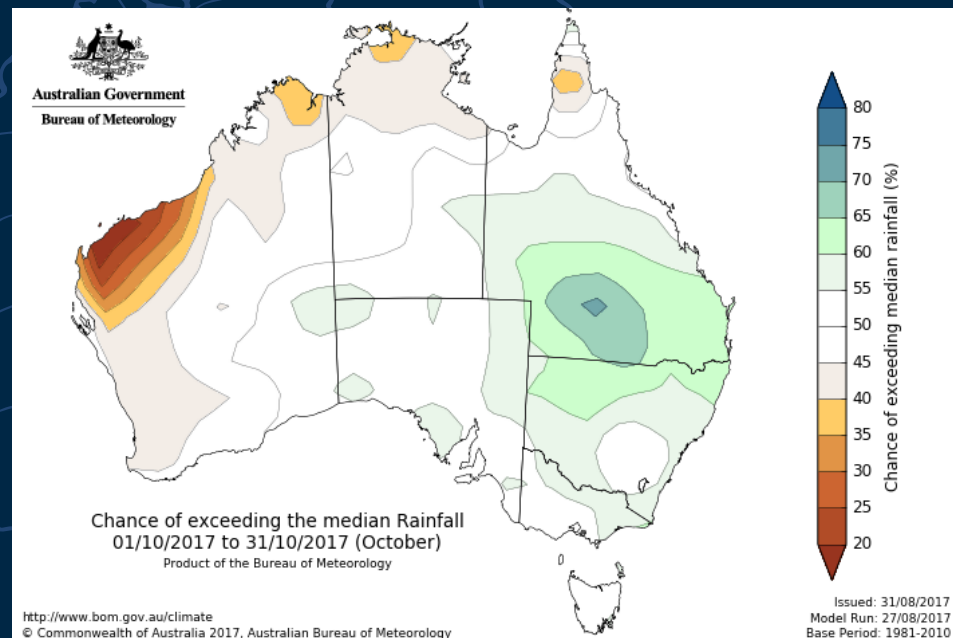 Australian Government
Bureau of Meteorology
80
75
70
65
60
55
50
45
40
35
30
25
20
Chance of exceeding median rainfall (%)
Chance of exceeding the median Rainfall
01/10/2017 to 31/10/2017 (October)
Product of the Bureau of Meteorology
http://www.bom.gov.au/climate
© Commonwealth of Australia 2017, Australian Bureau of Meteorology
Issued: 31/08/2017
Model Run: 27/08/2017
Base Period: 1981-2010